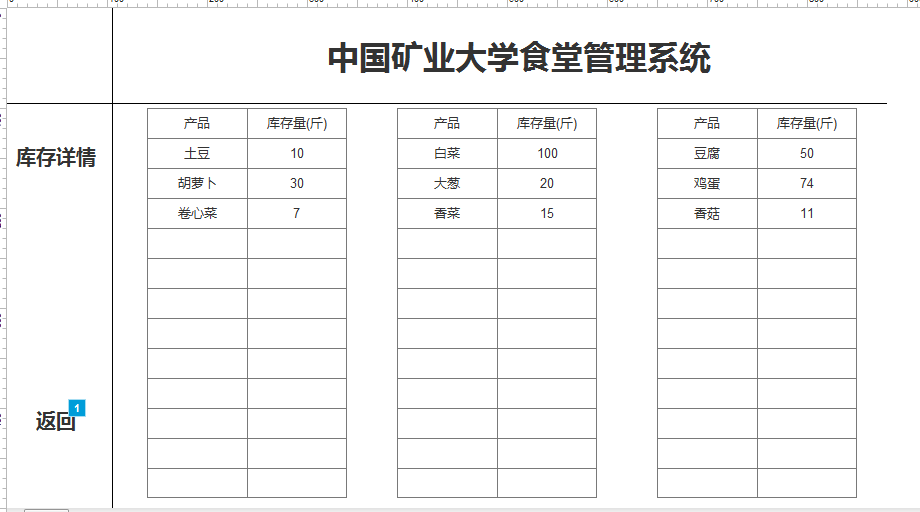 中国矿业大学食堂管理系统
库存详情
产品 库存量(斤)
土豆 10
胡萝卜 30
卷心菜 7
产品 库存量(斤)
白菜 100
大葱 20
香菜 15
产品 库存量(斤)
豆腐 50
鸡蛋 74
香菇 11
返回
1